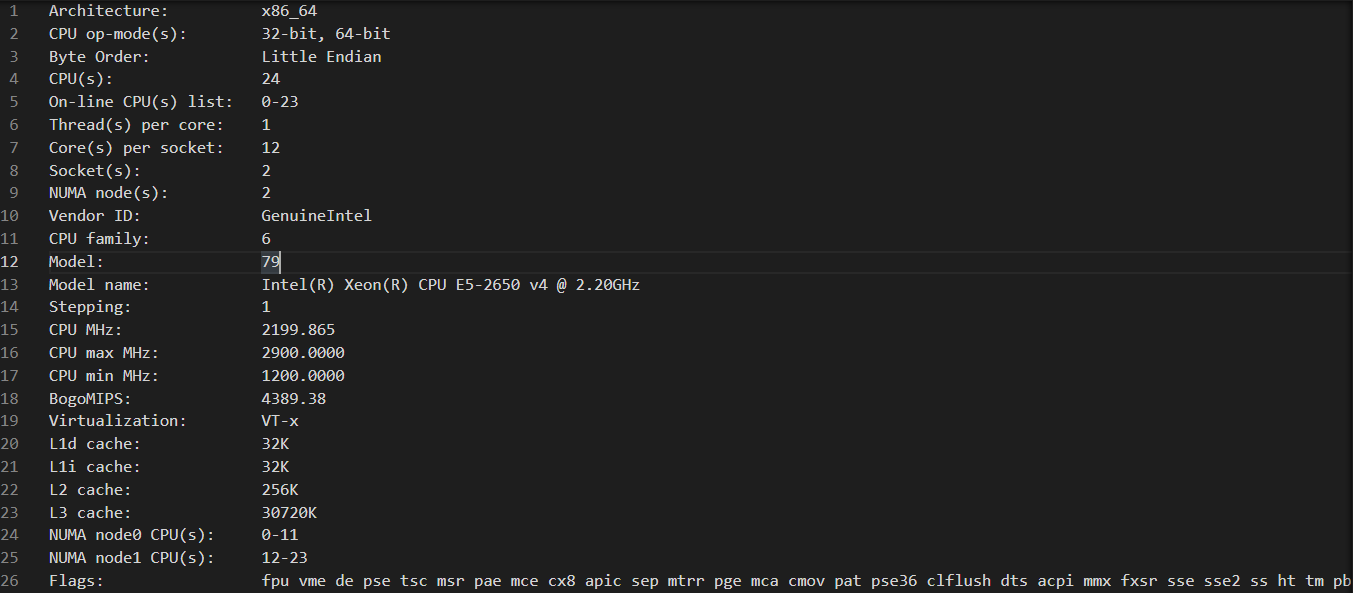 1 Architecture: x86_64
2 CPU op-mode(s): 32-bit, 64-bit
3 Byte Order: Little Endian
4 CPU(s): 24
5 On-line CPU(s) list: 0-23
6 Thread(s) per core: 1
7 Core(s) per socket: 12
8 Socket(s): 2
9 NUMA node(s): 2
10 Vendor ID: GenuineIntel
11 CPU family: 6
12 Model: 79
13 Model name: Intel(R) Xeon(R) CPU E5-2650 v4 @ 2.20GHz
14 Stepping: 1
15 CPU MHz: 2199.865
16 CPU max MHz: 2900.0000
17 CPU min MHz: 1200.0000
18 BogoMIPS: 4389.38
19 Virtualization: VT-x
20 L1d cache: 32K
21 L1i cache: 32K
22 L2 cache: 256K
23 L3 cache: 30720K
24 NUMA node0 CPU(s): 0-11
25 NUMA node1 CPU(s): 12-23
26 Flags: fpu vme de pse tsc msr pae mce cx8 apic sep mtrr pge mca cmov pat pse36 clflush dts acpi mmx fxsr sse sse2 ss ht tm pb